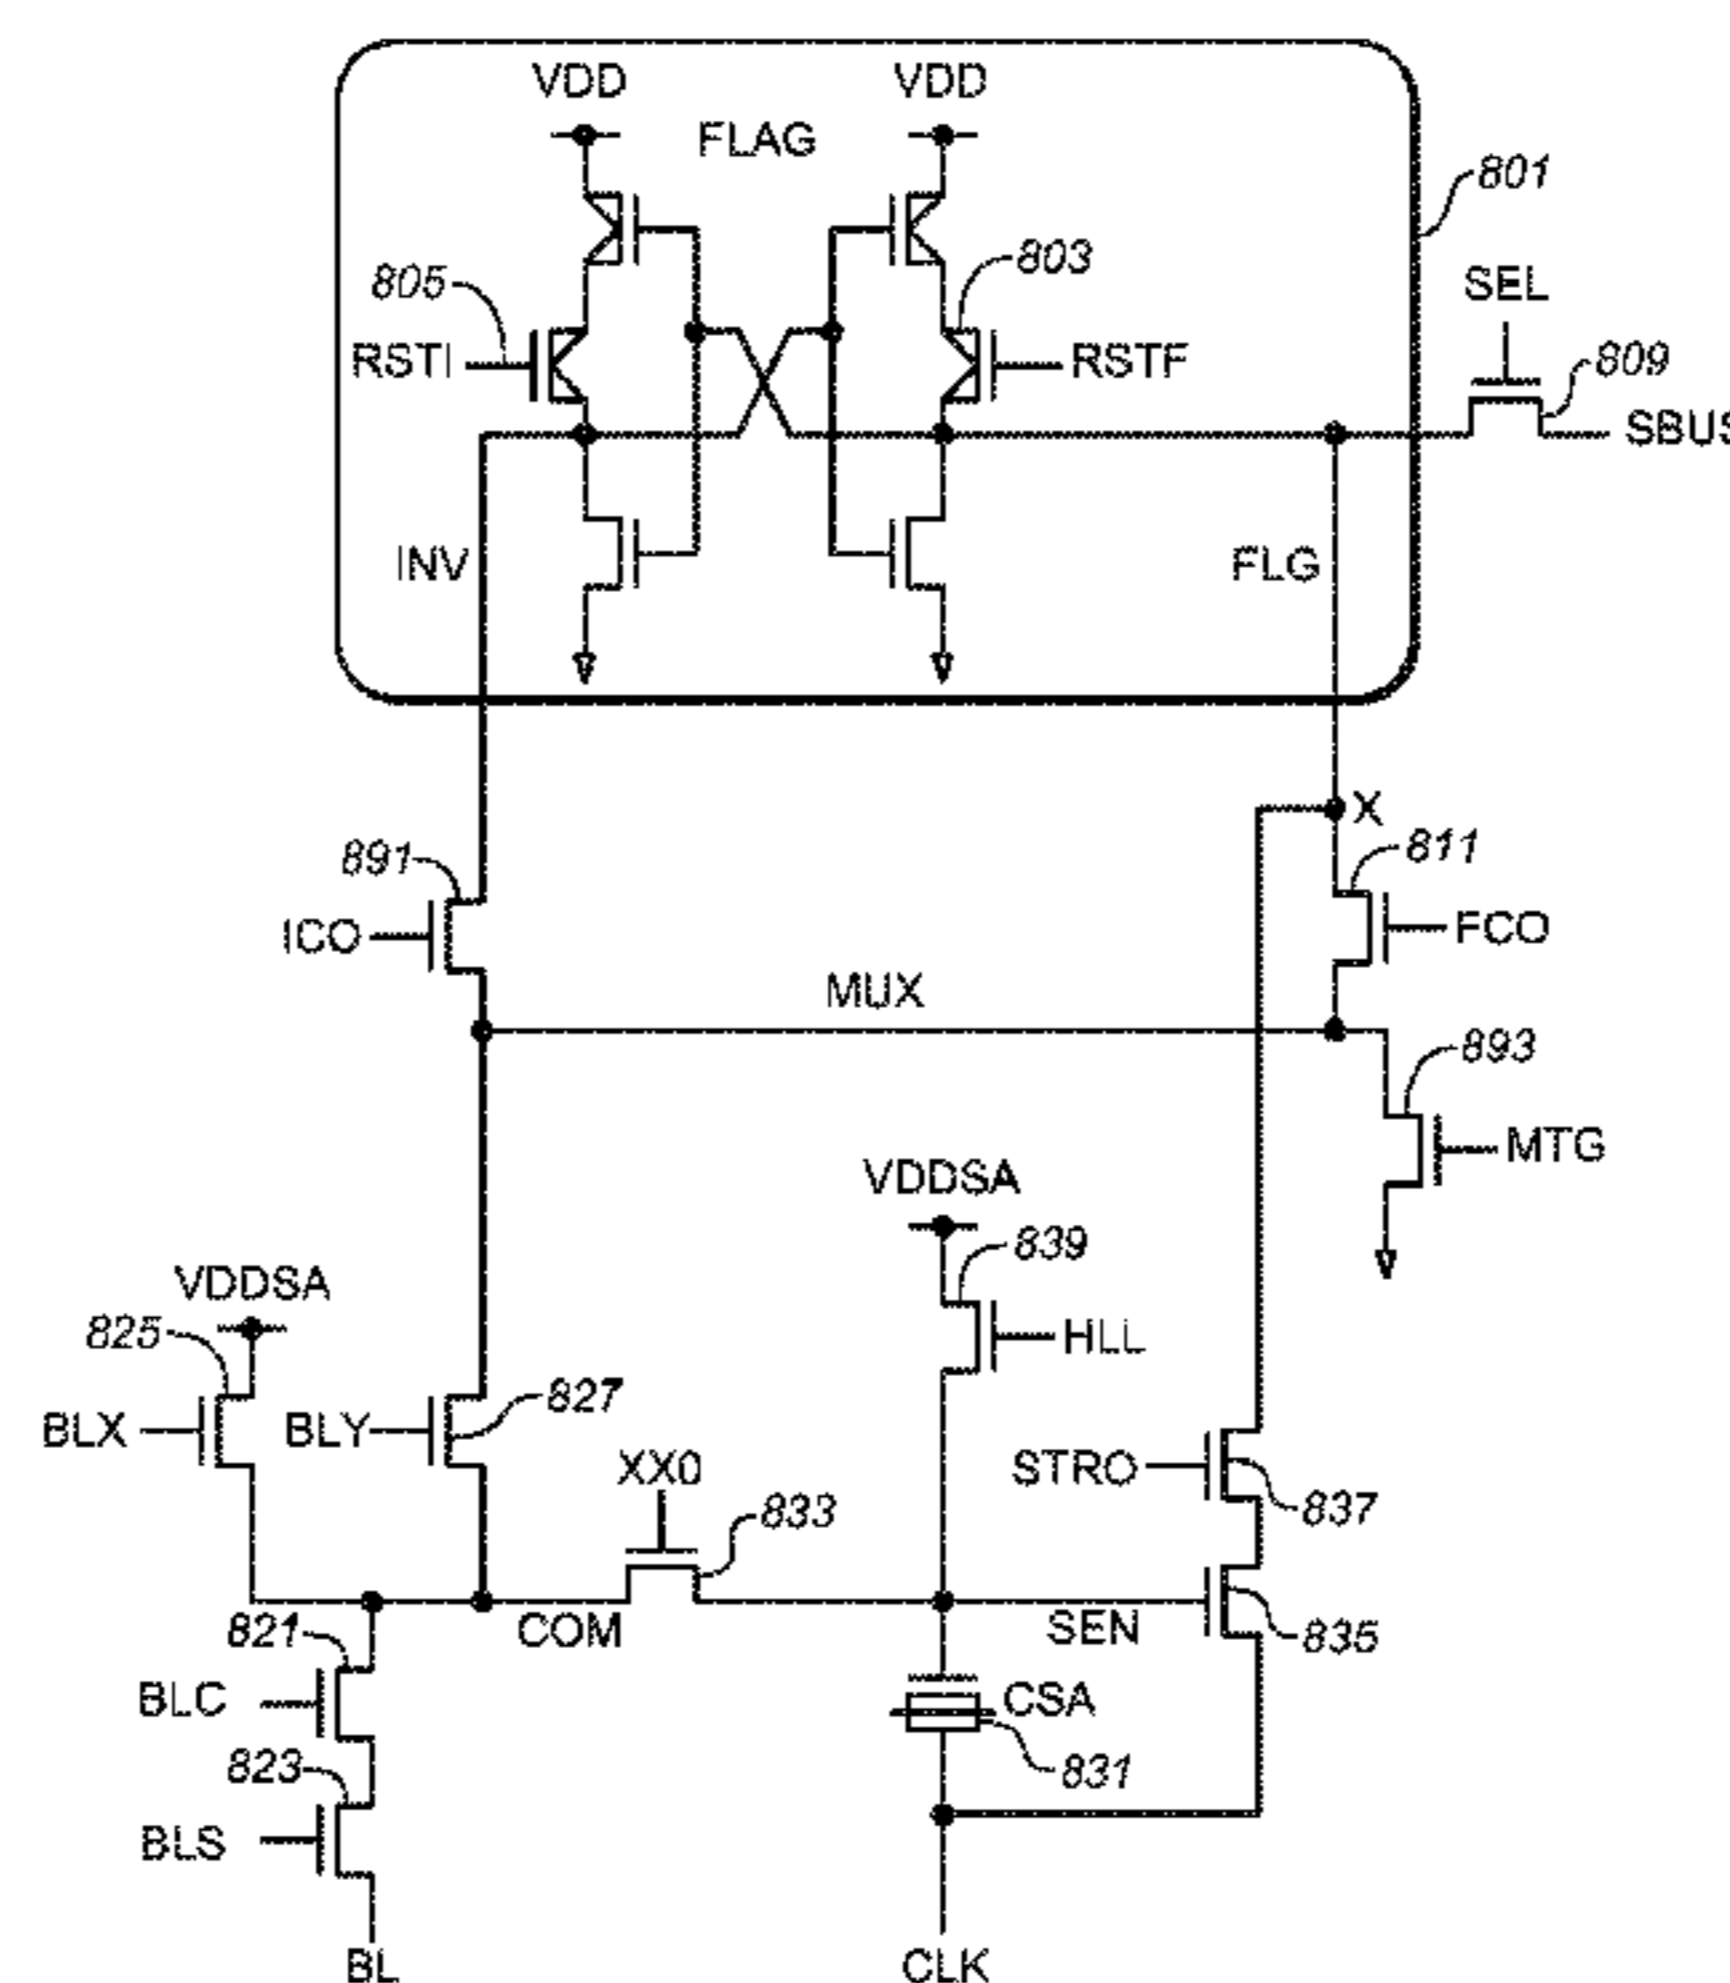 VDD VDD
FLAG
801
803
805
SEL
RSTI RSTF
809
SBUS
INV FLG
X
891 811
ICO FCO
MUX
893
MTG
VDDSA
839
VDDSA
825
HLL
827
BLX BLY
XX0 STRO
833 837
COM SEN
821 835
BLC CSA
823 831
BLS
BL CLK